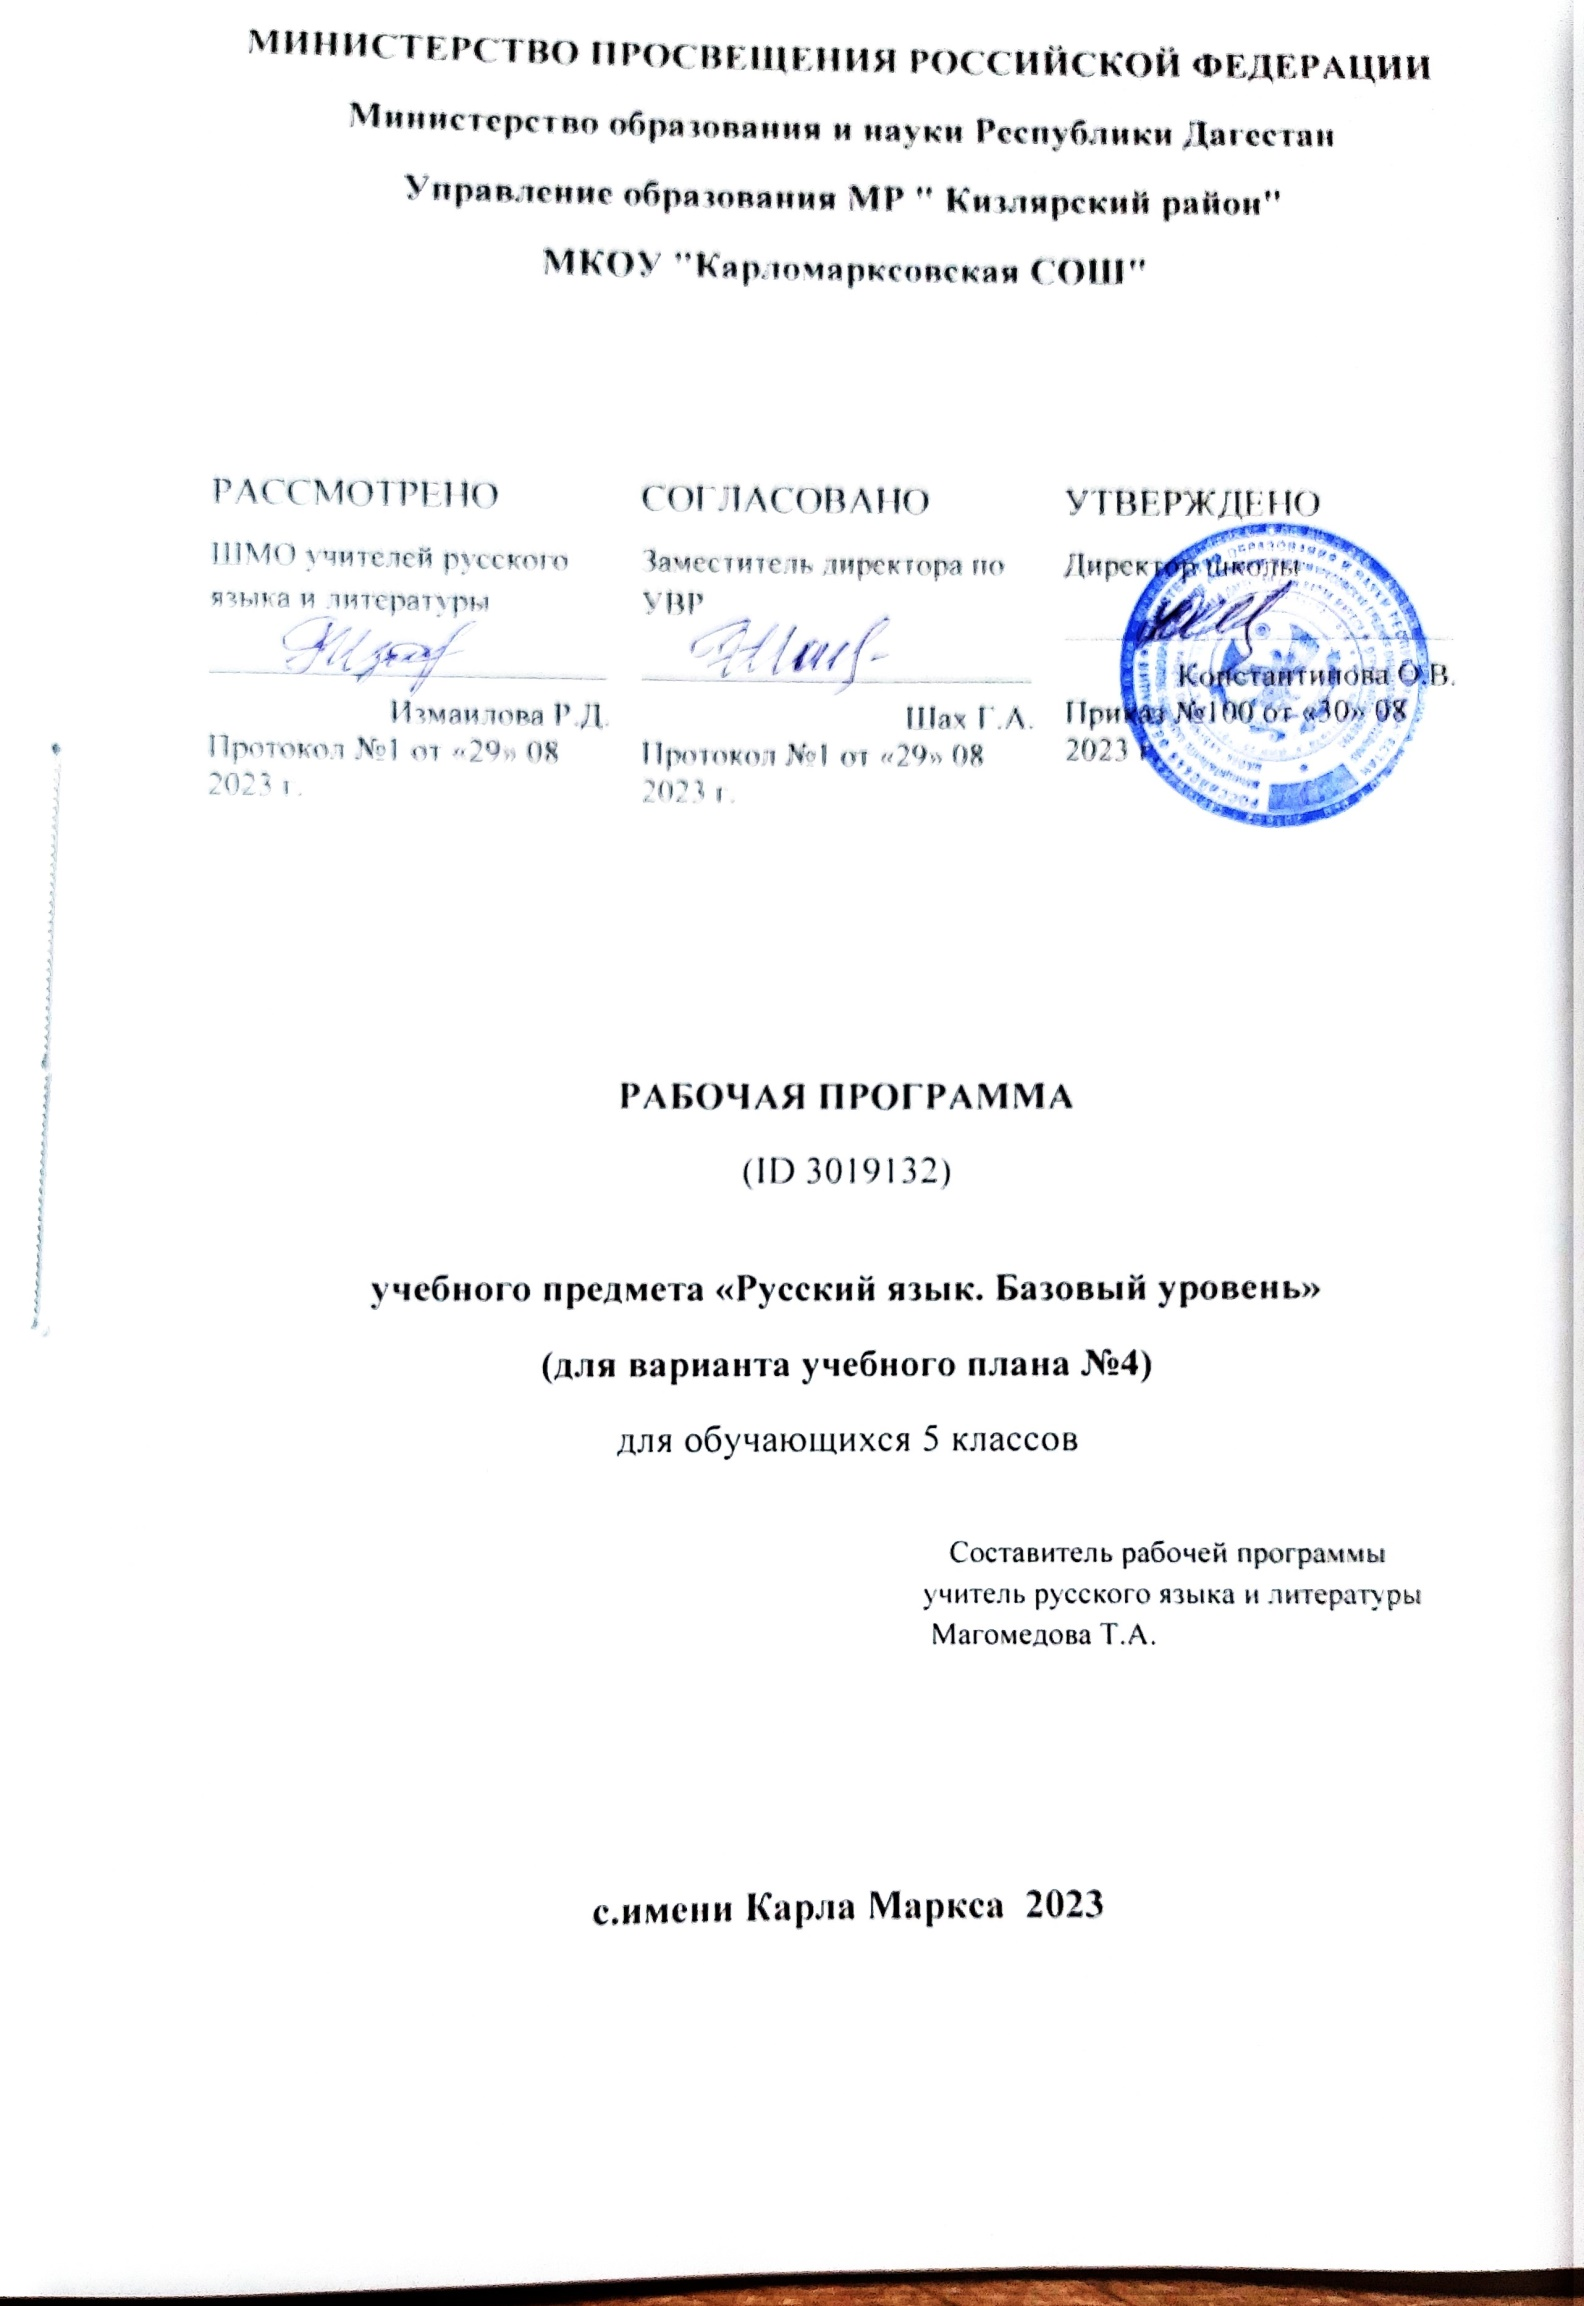 МИНИСТЕРСТВО ПРОСВЕЩЕНИЯ РОССИЙСКОЙ ФЕДЕРАЦИИ
Министерство образования и науки Республики Дагестан
Управление образования МР " Кизлярский район"
МКОУ "Карломарксовская СОШ"
РАССМОТРЕНО
ШМО учителей русского
языка и литературы
Измаилова Р.Д.
Протокол №1 от «29» 08
2023 г.
СОГЛАСОВАНО
Заместитель директора по
УВР
Шах Г.А.
Протокол №1 от «29» 08
2023 г.
УТВЕРЖДЕНО
Директор школы
Константинова О.В.
Приказ №100 от «30» 08
2023 г.
РАБОЧАЯ ПРОГРАММА
(ID 3019132)
учебного предмета «Русский язык. Базовый уровень»
(для варианта учебного плана №4)
для обучающихся 5 классов
Составитель рабочей программы
учитель русского языка и литературы
Магомедова Т.А.
с.имени Карла Маркса 2023